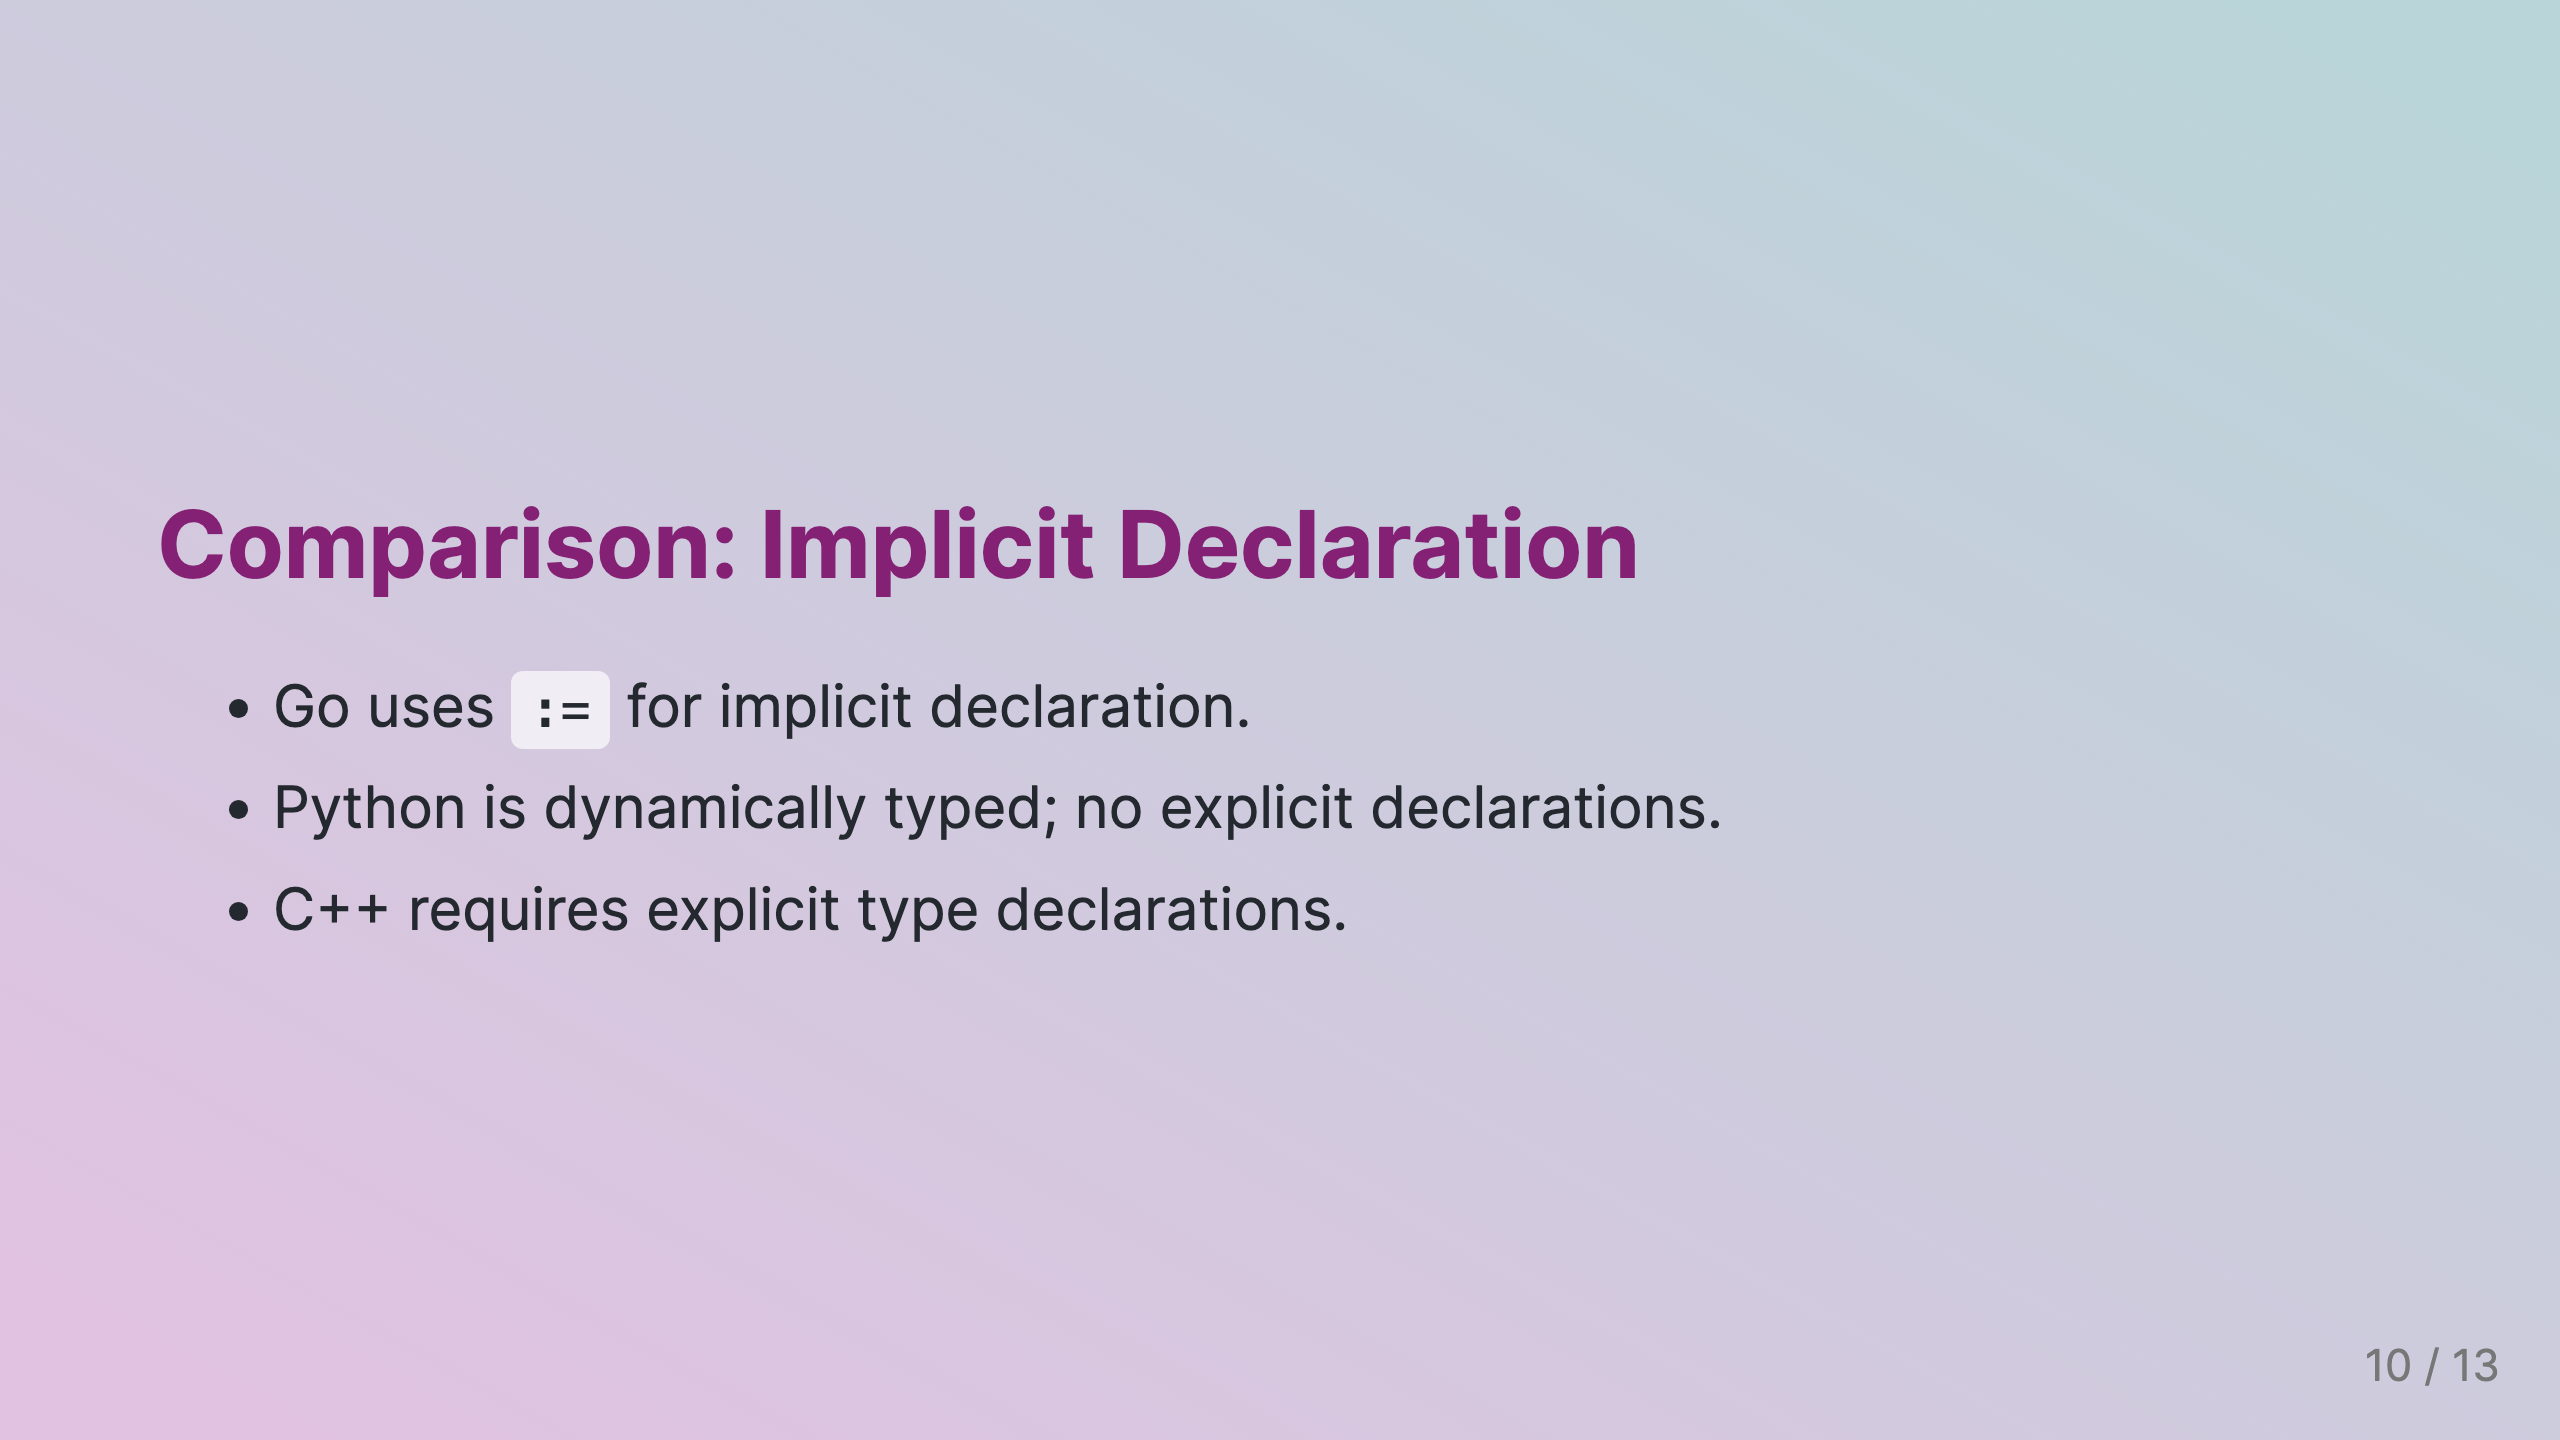 Comparison: Implicit Declaration
• Go uses := for implicit declaration.
• Python is dynamically typed; no explicit declarations.
• C++ requires explicit type declarations.
10 / 13